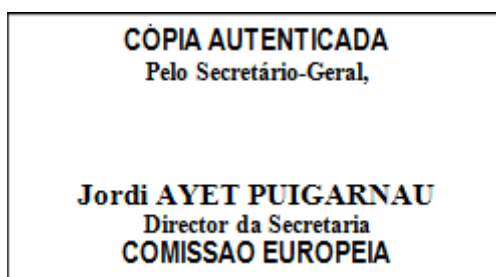 CÓPIA AUTENTICADA
Pelo Secretário-Geral,
Jordi AYET PUIGARNAU
Director da Secretaria
COMISSAO EUROPEIA